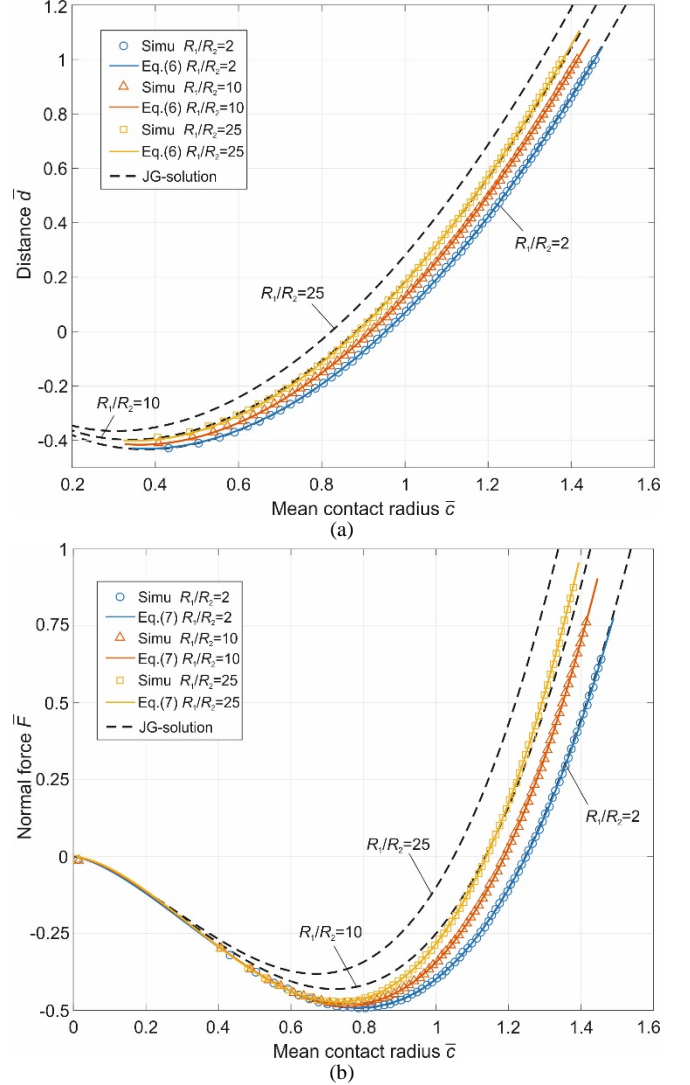 1.2
1
0.8
0.6
0.4
0.2
0
-0.2
-0.4
Distance d̅
Simu R₁/R₂=2
Eq.(6) R₁/R₂=2
Simu R₁/R₂=10
Eq.(6) R₁/R₂=10
Simu R₁/R₂=25
Eq.(6) R₁/R₂=25
JG-solution
R₁/R₂=2
R₁/R₂=25
R₁/R₂=10
0.2 0.4 0.6 0.8 1 1.2 1.4 1.6
Mean contact radius c̅
(a)
1
0.75
0.5
0.25
0
-0.25
-0.5
Normal force F̅
Simu R₁/R₂=2
Eq.(7) R₁/R₂=2
Simu R₁/R₂=10
Eq.(7) R₁/R₂=10
Simu R₁/R₂=25
Eq.(7) R₁/R₂=25
JG-solution
R₁/R₂=2
R₁/R₂=25
R₁/R₂=10
0 0.2 0.4 0.6 0.8 1 1.2 1.4 1.6
Mean contact radius c̅
(b)